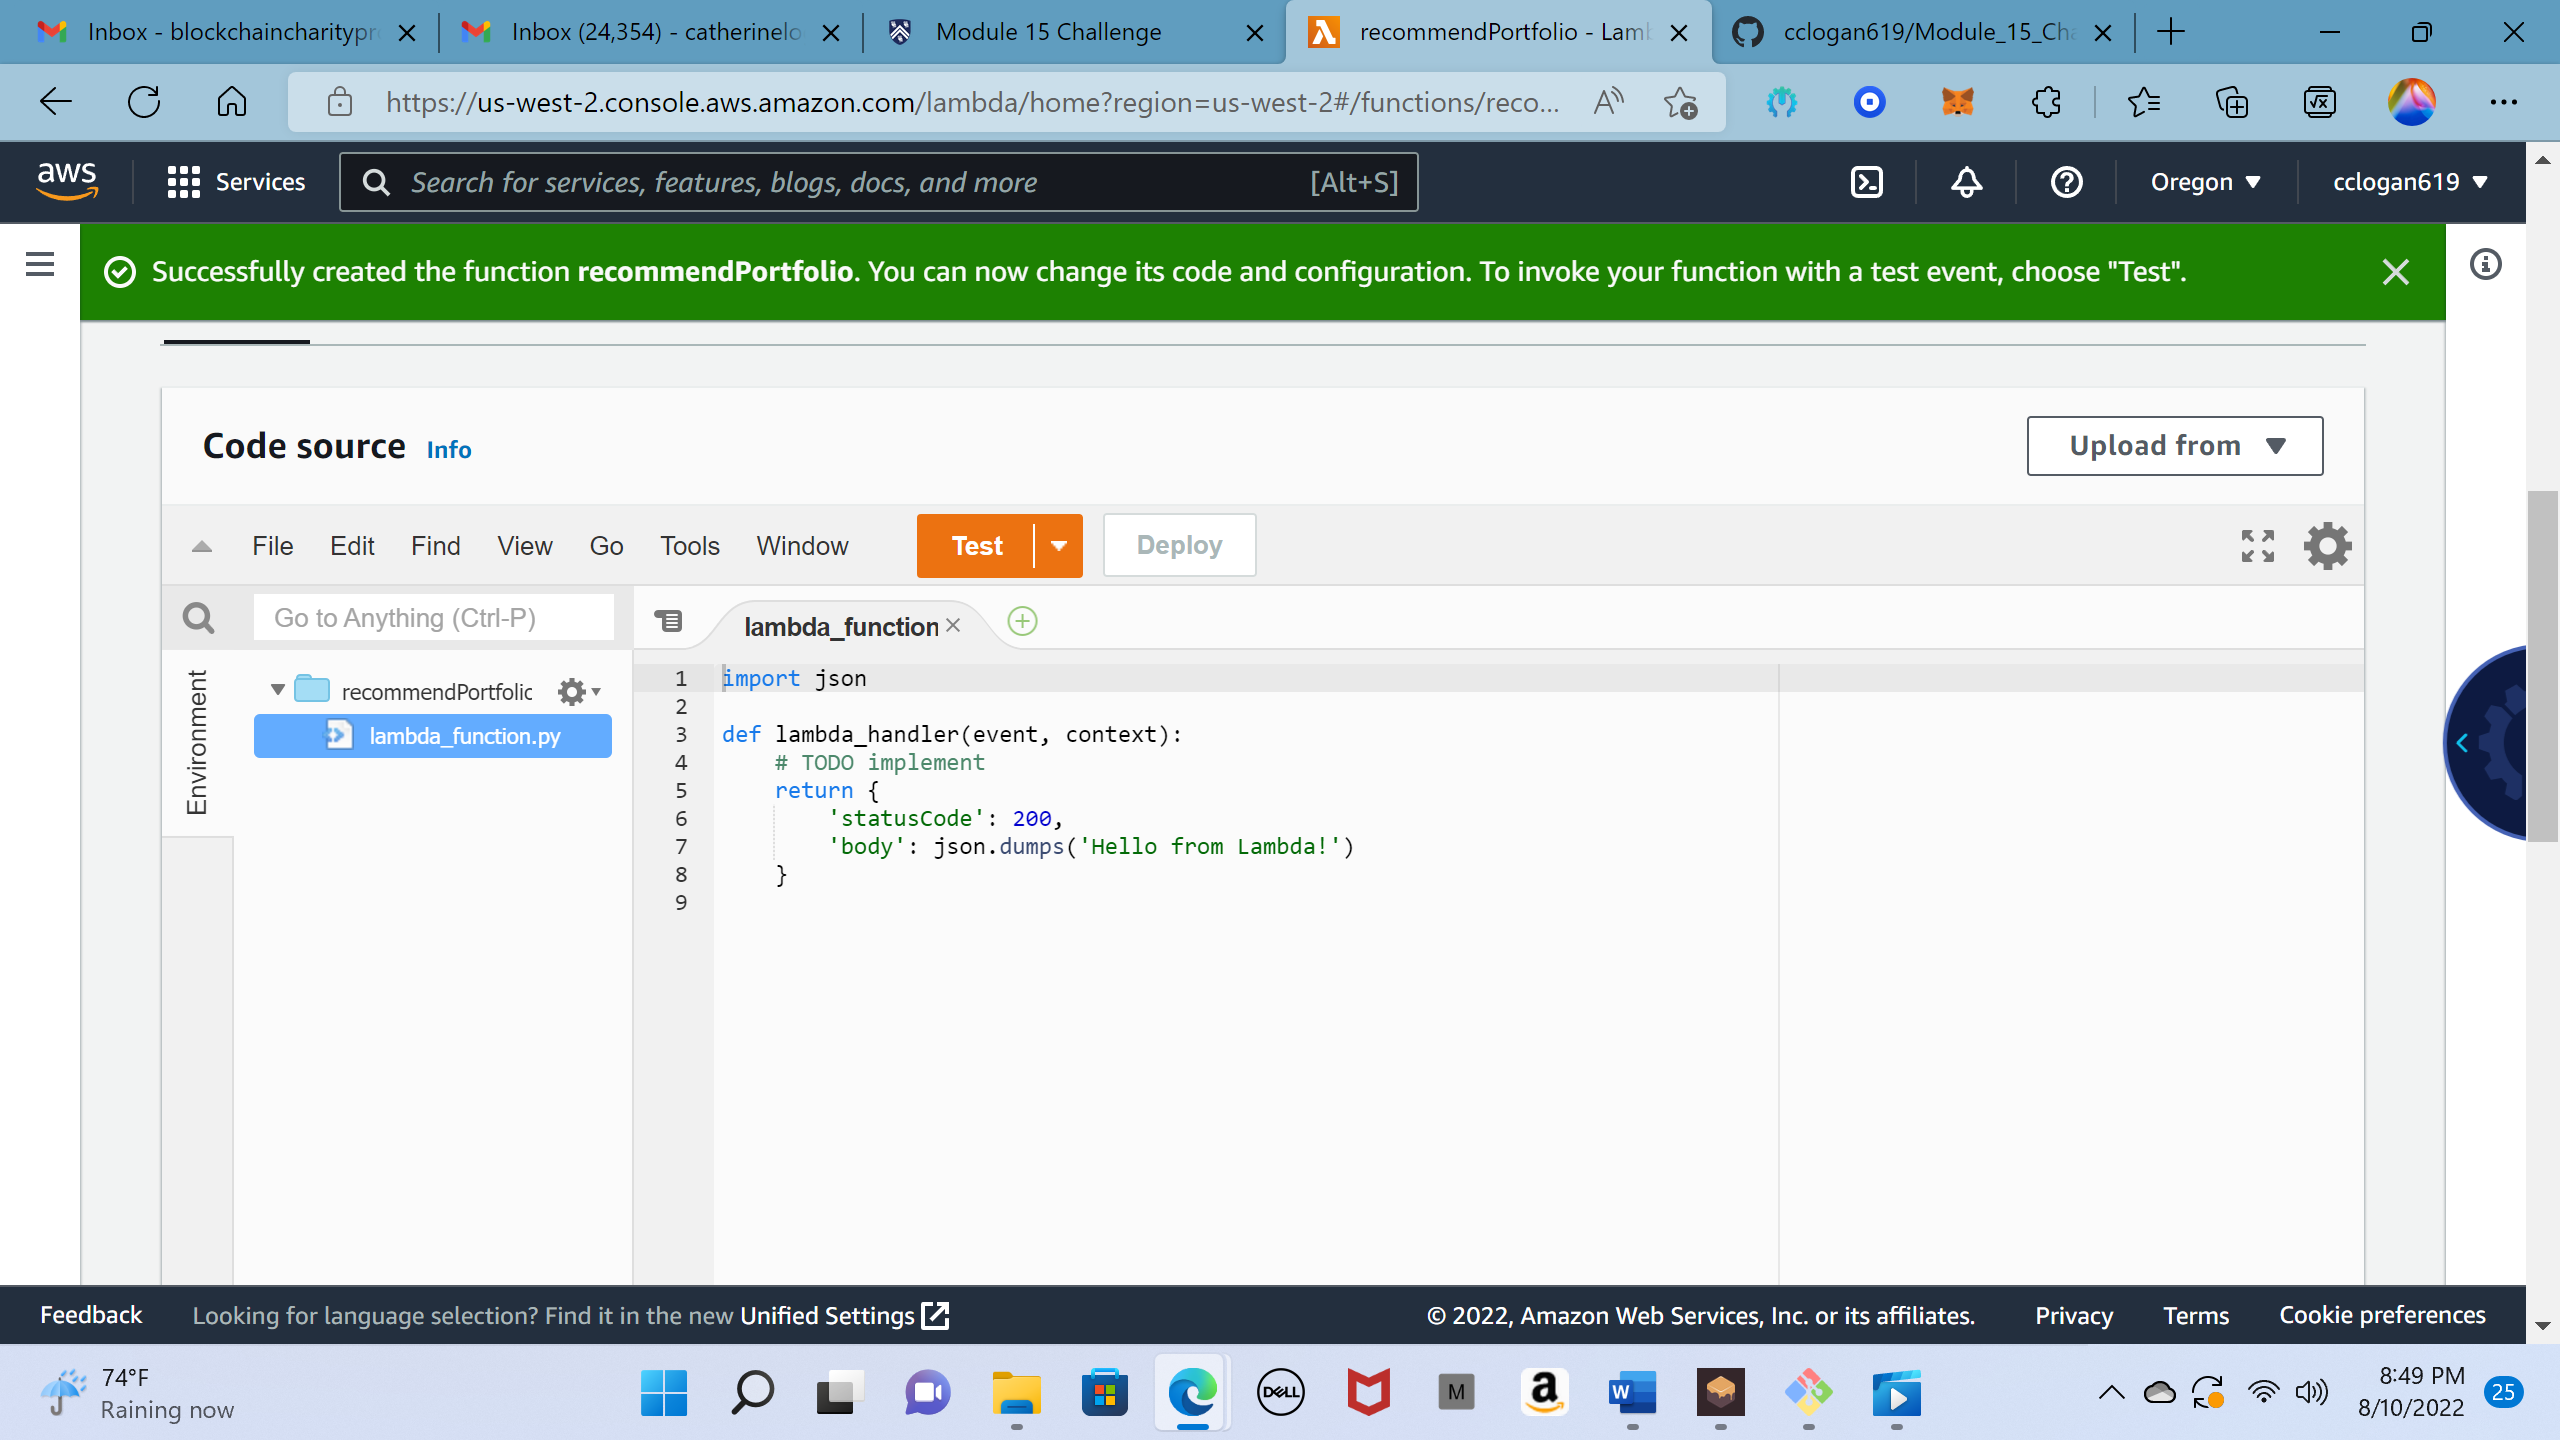 Inbox - blockchaincharitypr
Inbox (24,354) - catherinelo
Module 15 Challenge
recommendPortfolio - Lam
cclogan619/Module_15_Cha
https://us-west-2.console.aws.amazon.com/lambda/home?region=us-west-2#/functions/reco...
aws
Services
Search for services, features, blogs, docs, and more
[Alt+S]
Oregon
cclogan619
Successfully created the function recommendPortfolio. You can now change its code and configuration. To invoke your function with a test event, choose "Test".
Code source Info
Upload from
File Edit Find View Go Tools Window
Test
Deploy
Go to Anything (Ctrl-P)
lambda_function
Environment
recommendPortfolio
lambda_function.py
1 import json
2
3 def lambda_handler(event, context):
4     # TODO implement
5     return {
6         'statusCode': 200,
7         'body': json.dumps('Hello from Lambda!')
8     }
9
Feedback
Looking for language selection? Find it in the new Unified Settings
© 2022, Amazon Web Services, Inc. or its affiliates.
Privacy
Terms
Cookie preferences
74°F
Raining now
DELL
M
a
W
8:49 PM
8/10/2022
25